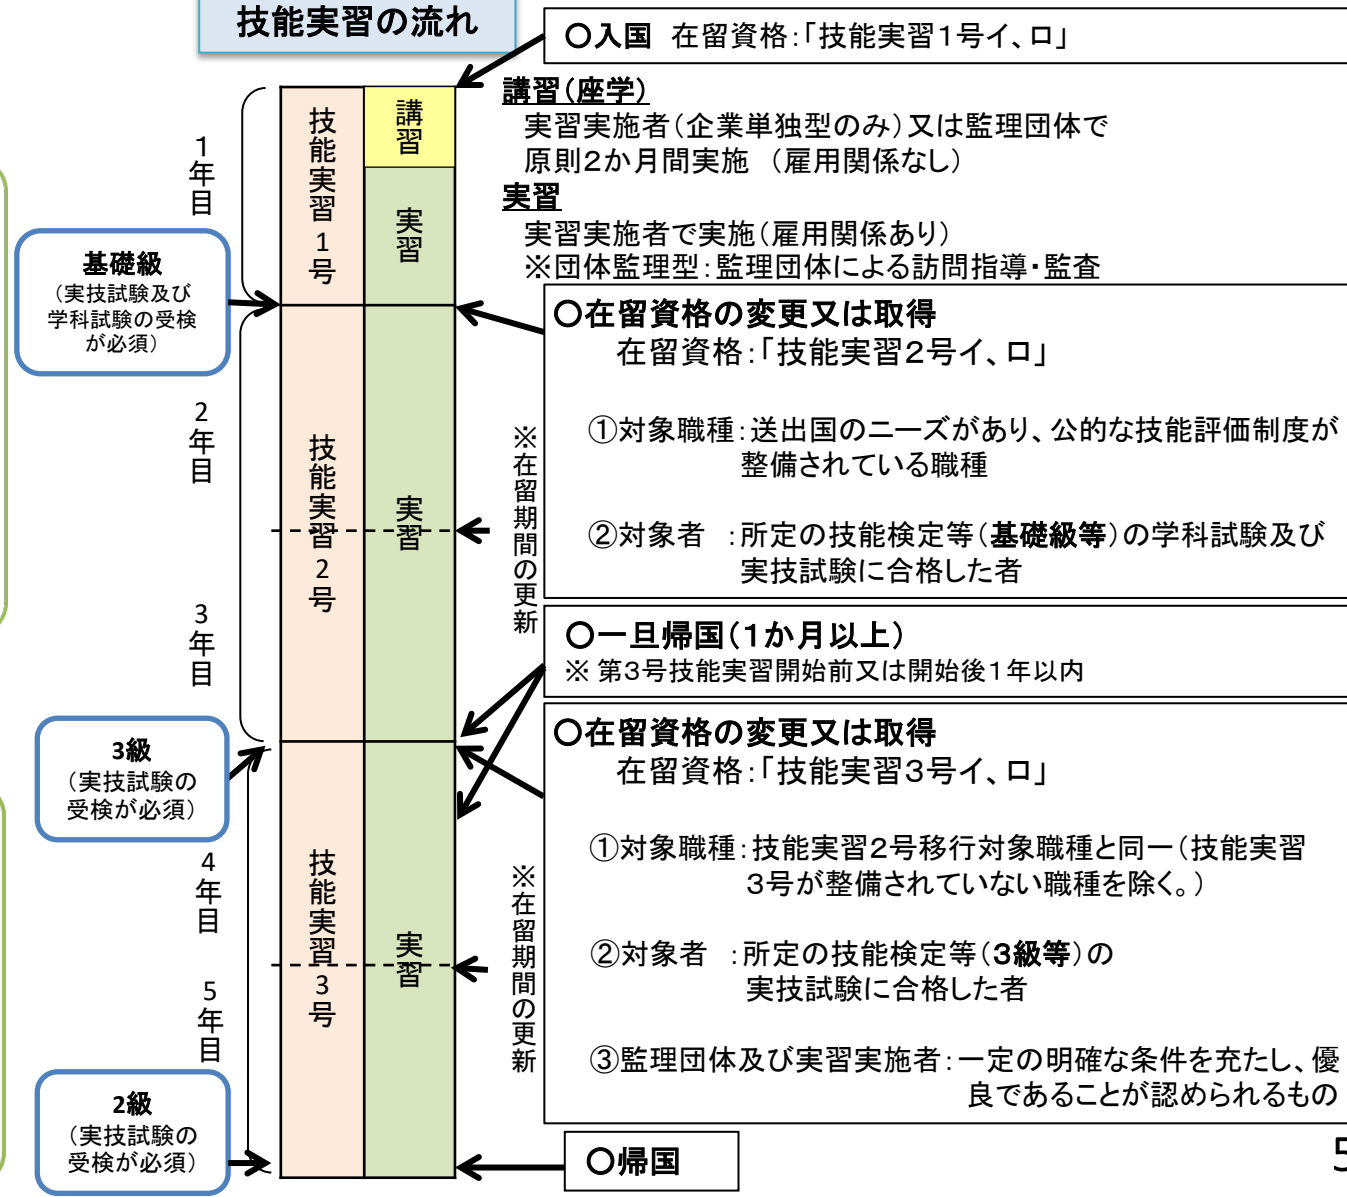 技能実習の流れ
○入国 在留資格：「技能実習1号イ、ロ」
講習（座学）
実習実施者（企業単独型のみ）又は監理団体で
原則2か月間実施 （雇用関係なし）
実習
実習実施者で実施（雇用関係あり）
※団体監理型：監理団体による訪問指導・監査
1年目
技能実習1号
講習
実習
基礎級
（実技試験及び
学科試験の受検
が必須）
○在留資格の変更又は取得
在留資格：「技能実習2号イ、ロ」
①対象職種：送出国のニーズがあり、公的な技能評価制度が
整備されている職種
②対象者 ：所定の技能検定等（基礎級等）の学科試験及び
実技試験に合格した者
2年目
3年目
技能実習2号
実習
※在留期間の更新
○一旦帰国（1か月以上）
※ 第3号技能実習開始前又は開始後1年以内
3級
（実技試験の
受検が必須）
○在留資格の変更又は取得
在留資格：「技能実習3号イ、ロ」
①対象職種：技能実習2号移行対象職種と同一（技能実習
3号が整備されていない職種を除く。）
②対象者 ：所定の技能検定等（3級等）の
実技試験に合格した者
③監理団体及び実習実施者：一定の明確な条件を充たし、優
良であることが認められるもの
4年目
5年目
技能実習3号
実習
※在留期間の更新
2級
（実技試験の
受検が必須）
○帰国
5